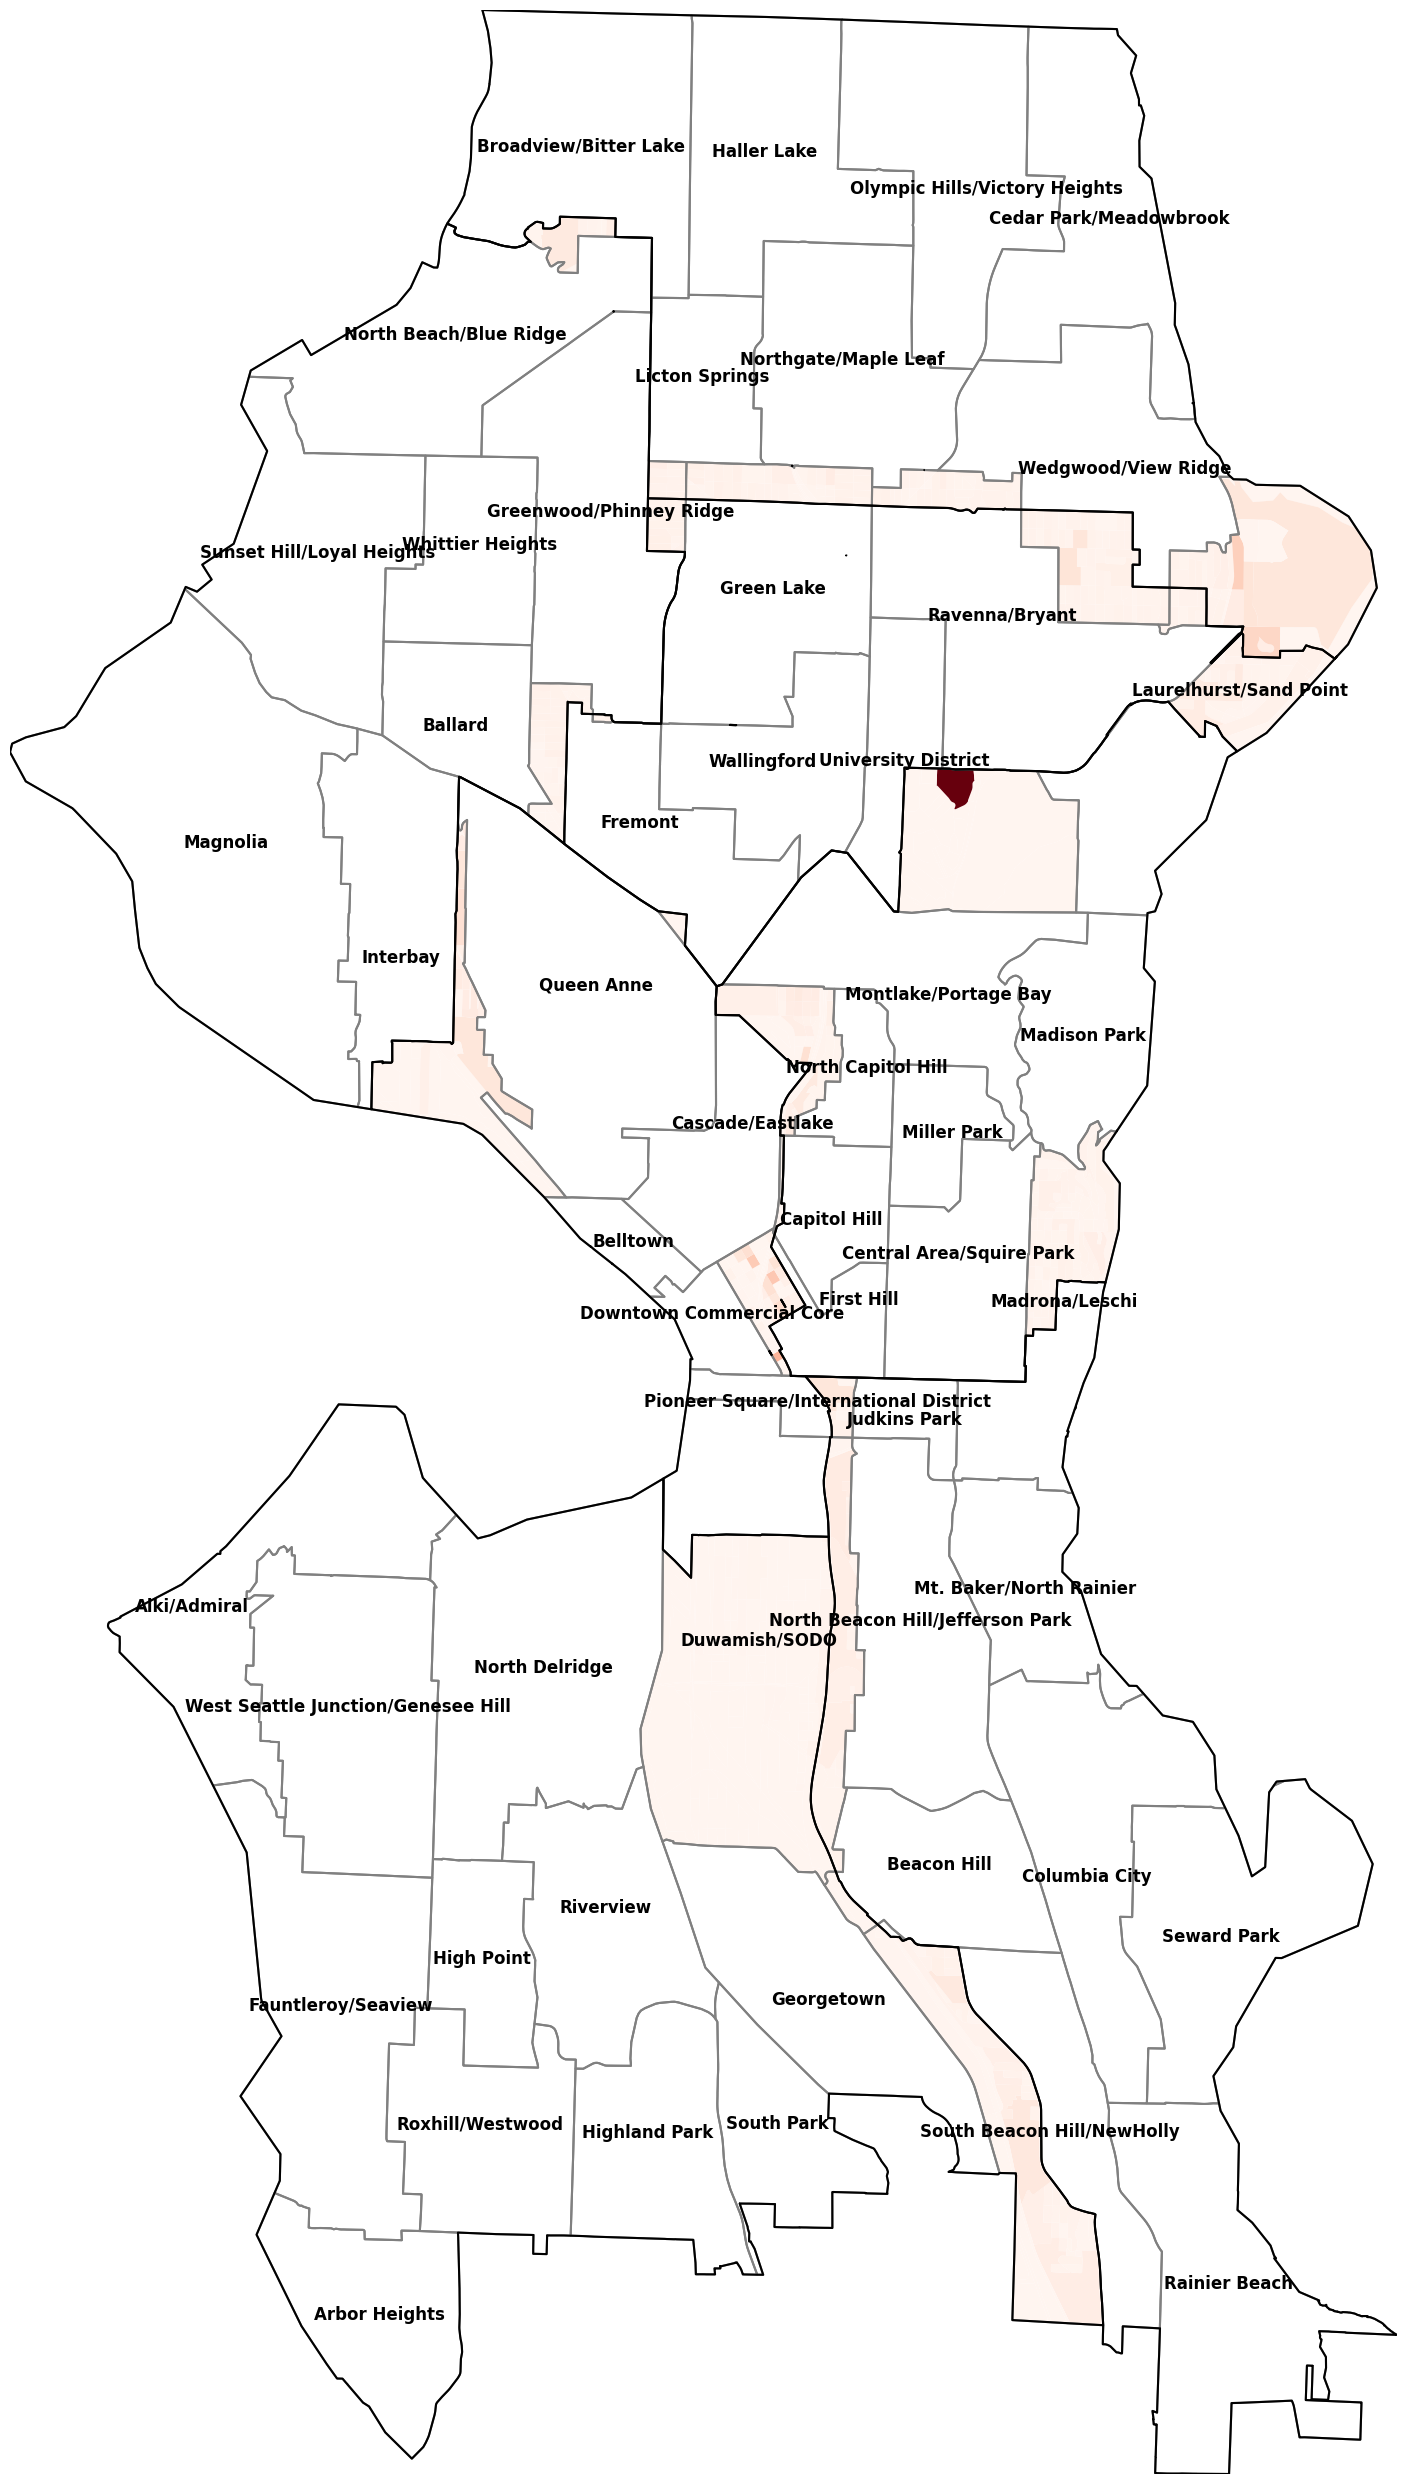 Broadview/Bitter Lake
Haller Lake
Olympic Hills/Victory Heights
Cedar Park/Meadowbrook
North Beach/Blue Ridge
Northgate/Maple Leaf
Licton Springs
Wedgwood/View Ridge
Greenwood/Phinney Ridge
Whittier Heights
Sunset Hill/Loyal Heights
Green Lake
Ravenna/Bryant
Laurelhurst/Sand Point
Ballard
Wallingford
University District
Fremont
Magnolia
Interbay
Queen Anne
Montlake/Portage Bay
Madison Park
North Capitol Hill
Cascade/Eastlake
Miller Park
Capitol Hill
Belltown
Central Area/Squire Park
First Hill
Madrona/Leschi
Downtown Commercial Core
Pioneer Square/International District
Judkins Park
Mt. Baker/North Rainier
Alki/Admiral
North Beacon Hill/Jefferson Park
Duwamish/SODO
North Delridge
West Seattle Junction/Genesee Hill
Beacon Hill
Columbia City
Riverview
Seward Park
High Point
Georgetown
Fauntleroy/Seaview
Roxhill/Westwood
South Park
Highland Park
South Beacon Hill/NewHolly
Rainier Beach
Arbor Heights